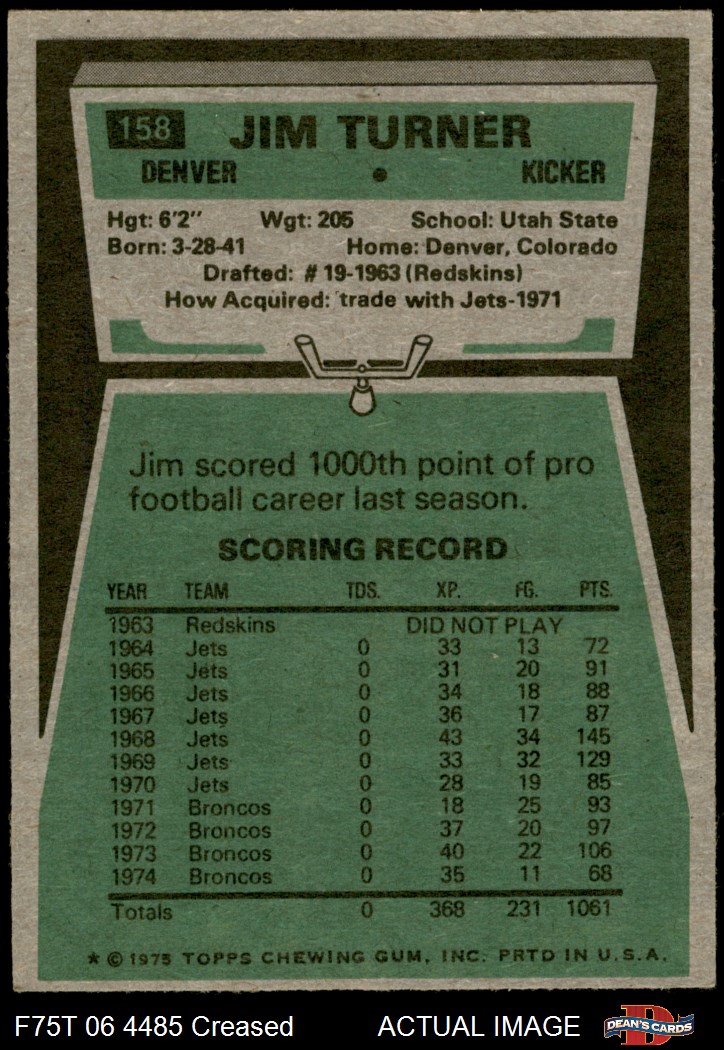 158 JIM TURNER
DENVER • KICKER
Hgt: 6'2" Wgt: 205 School: Utah State
Born: 3-28-41 Home: Denver, Colorado
Drafted: # 19-1963 (Redskins)
How Acquired: trade with Jets-1971
Jim scored 1000th point of pro
football career last season.
SCORING RECORD
YEAR TEAM TDS. XP. FG. PTS.
1963 Redskins DID NOT PLAY
1964 Jets 0 33 13 72
1965 Jets 0 31 20 91
1966 Jets 0 34 18 88
1967 Jets 0 36 17 87
1968 Jets 0 43 34 145
1969 Jets 0 33 32 129
1970 Jets 0 28 19 85
1971 Broncos 0 18 25 93
1972 Broncos 0 37 20 97
1973 Broncos 0 40 22 106
1974 Broncos 0 35 11 68
Totals 0 368 231 1061
* © 1975 TOPPS CHEWING GUM, INC. PRTD IN U.S.A.
F75T 06 4485 Creased ACTUAL IMAGE D DEAN'S CARDS